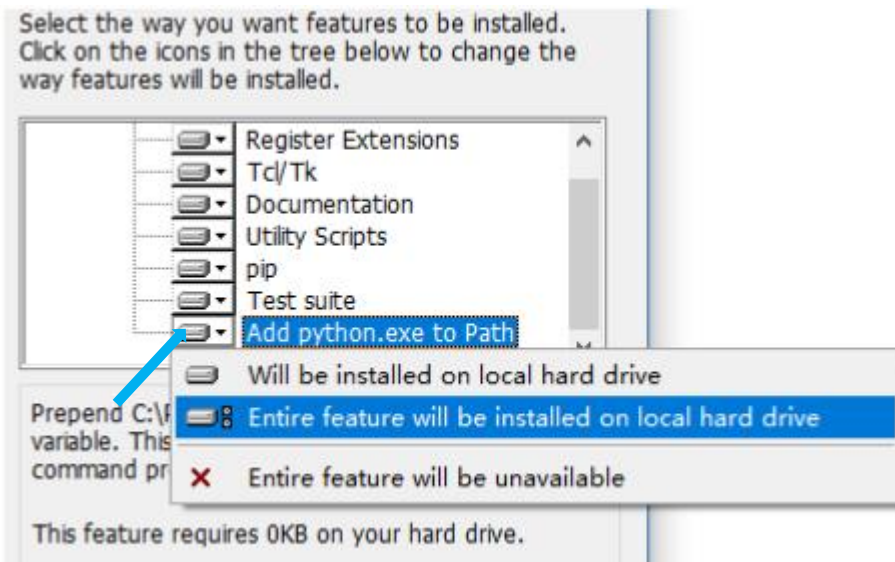 Select the way you want features to be installed.
Click on the icons in the tree below to change the
way features will be installed.
Register Extensions
Tcl/Tk
Documentation
Utility Scripts
pip
Test suite
Add python.exe to Path
Will be installed on local hard drive
Entire feature will be installed on local hard drive
Entire feature will be unavailable
Prepend C:\
variable. This
command pr
This feature requires 0KB on your hard drive.